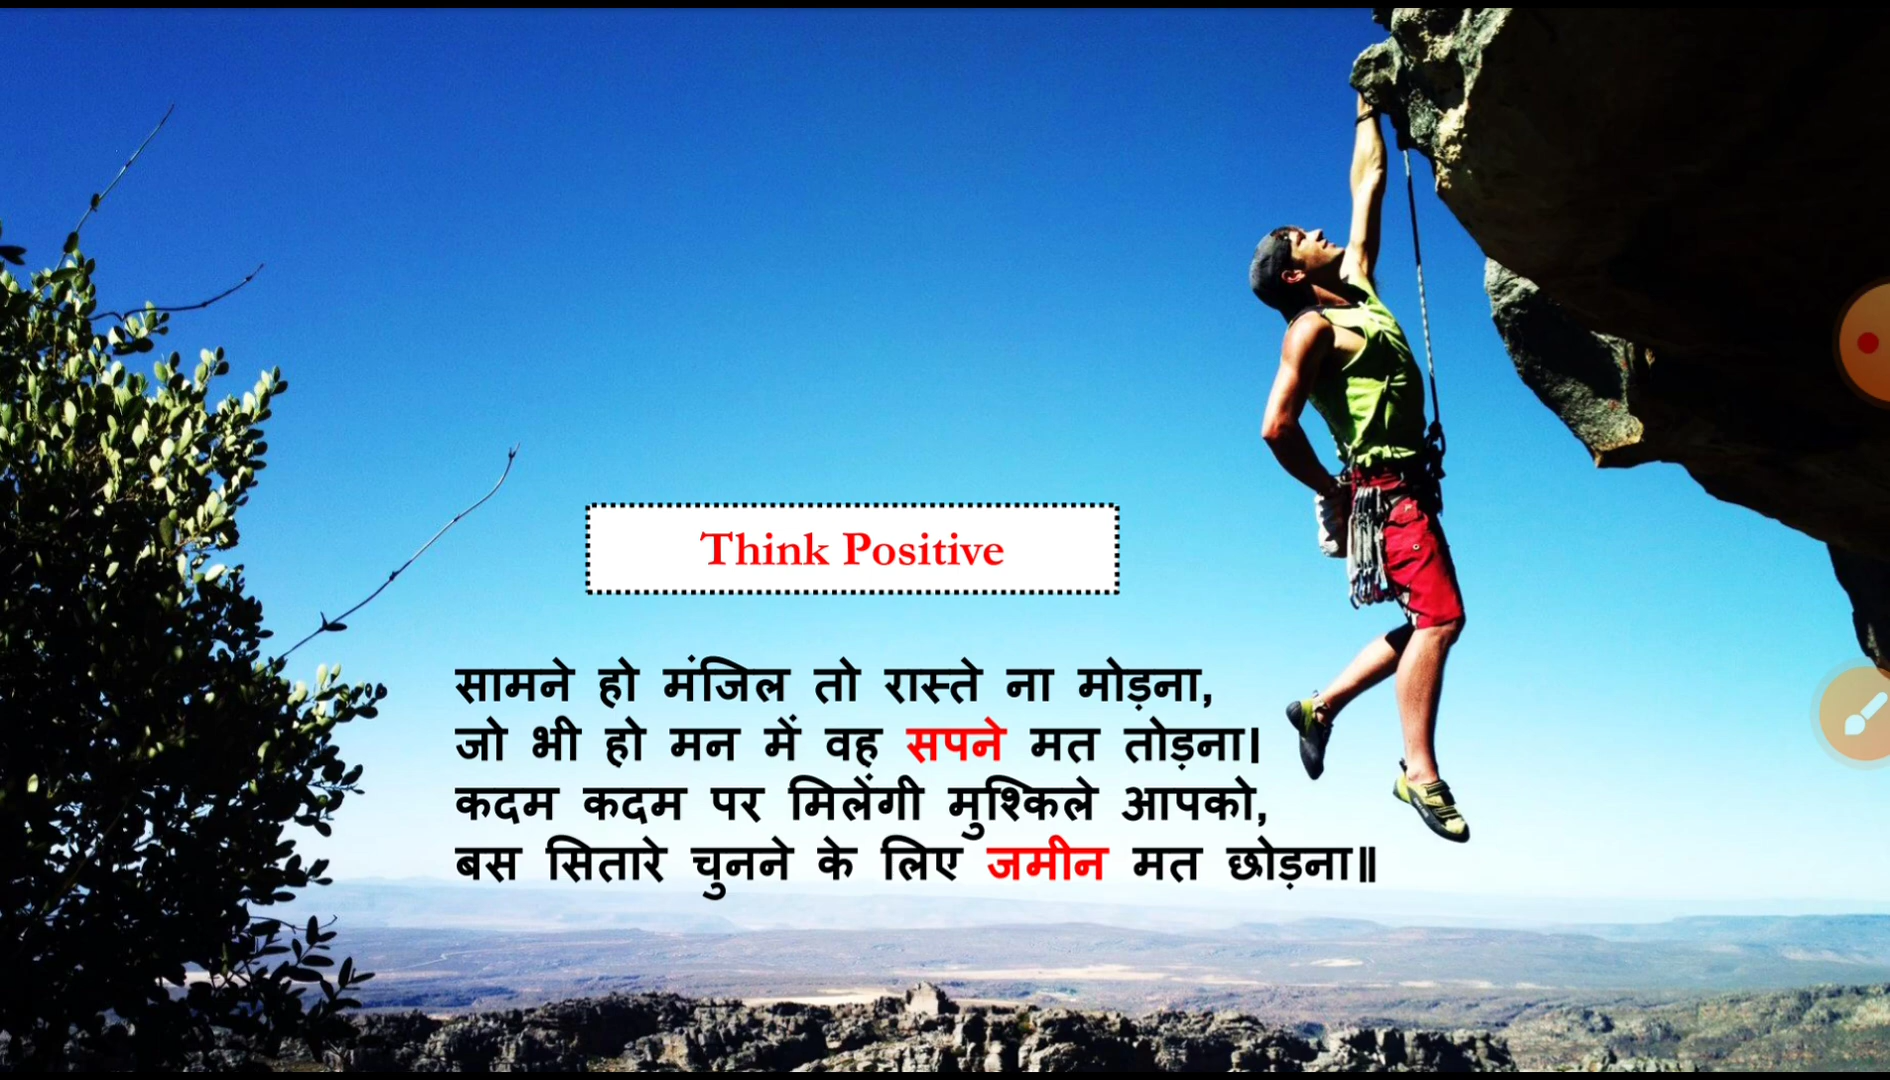 Think Positive
सामने हो मंजिल तो रास्ते ना मोड़ना,
जो भी हो मन में वह सपने मत तोड़ना।
कदम कदम पर मिलेंगी मुश्किले आपको,
बस सितारे चुनने के लिए जमीन मत छोड़ना॥